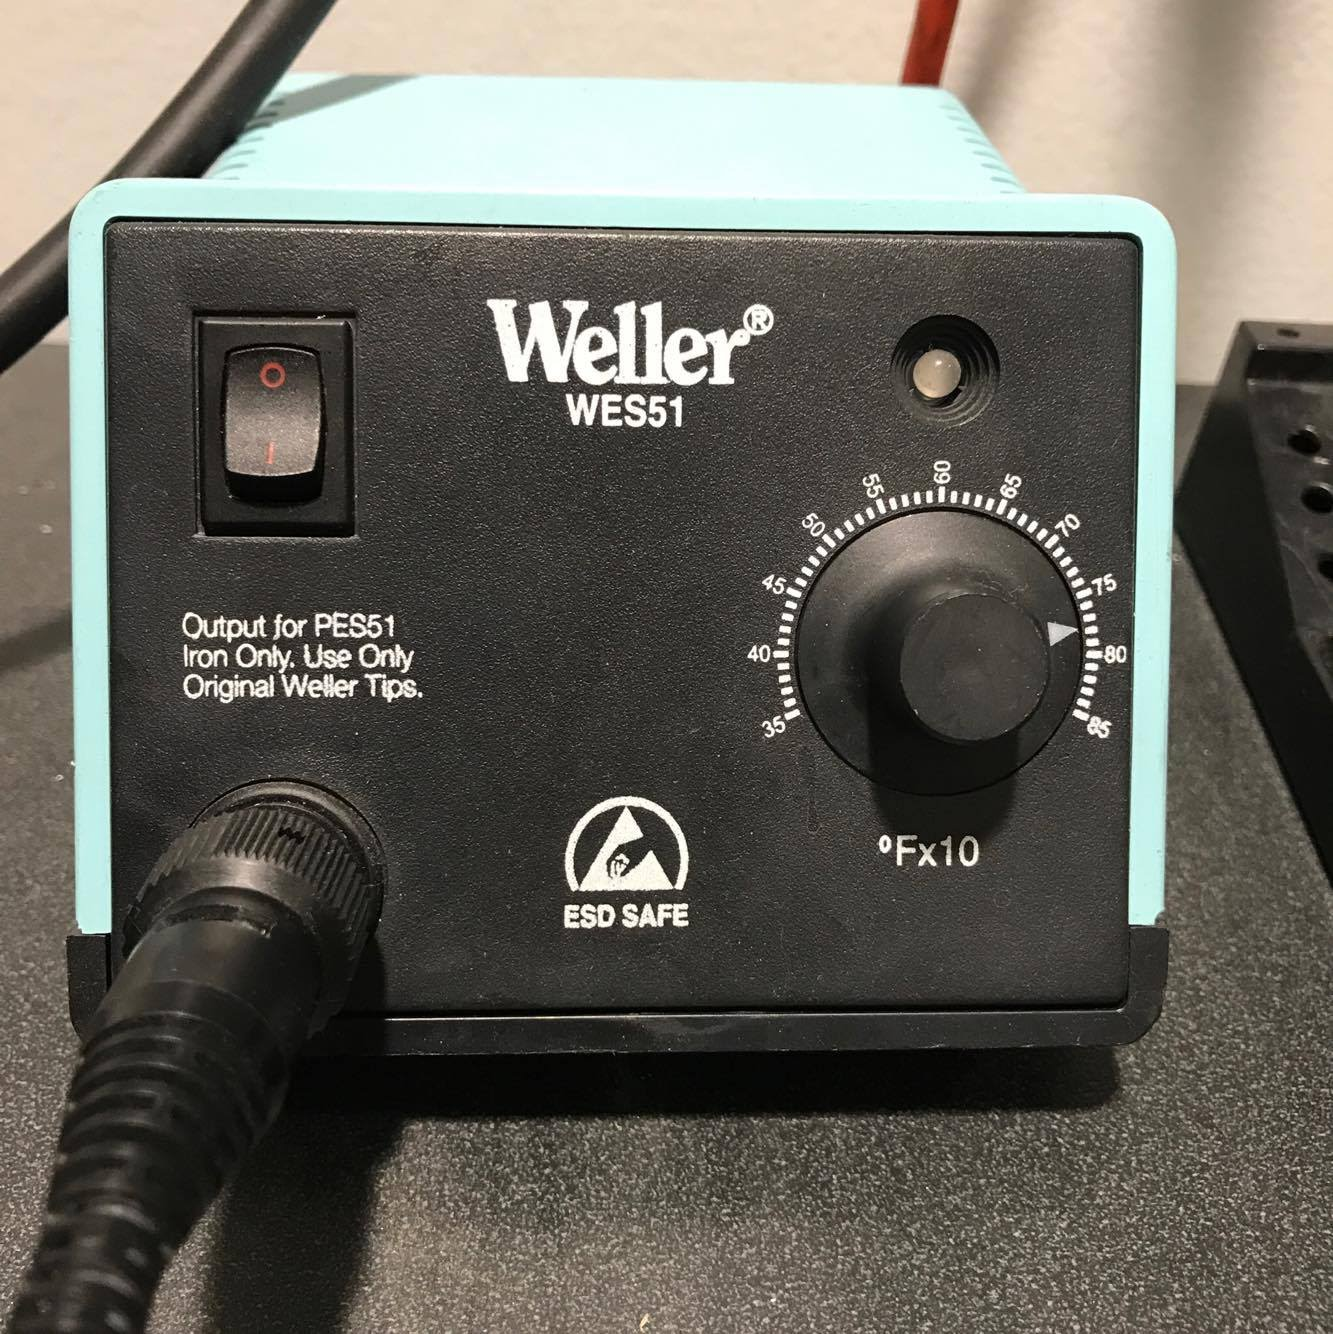 Weller®
WES51
O
I
Output for PES51
Iron Only. Use Only
Original Weller Tips.
35
40
45
50
55
60
65
70
75
80
85
ºFx10
ESD SAFE